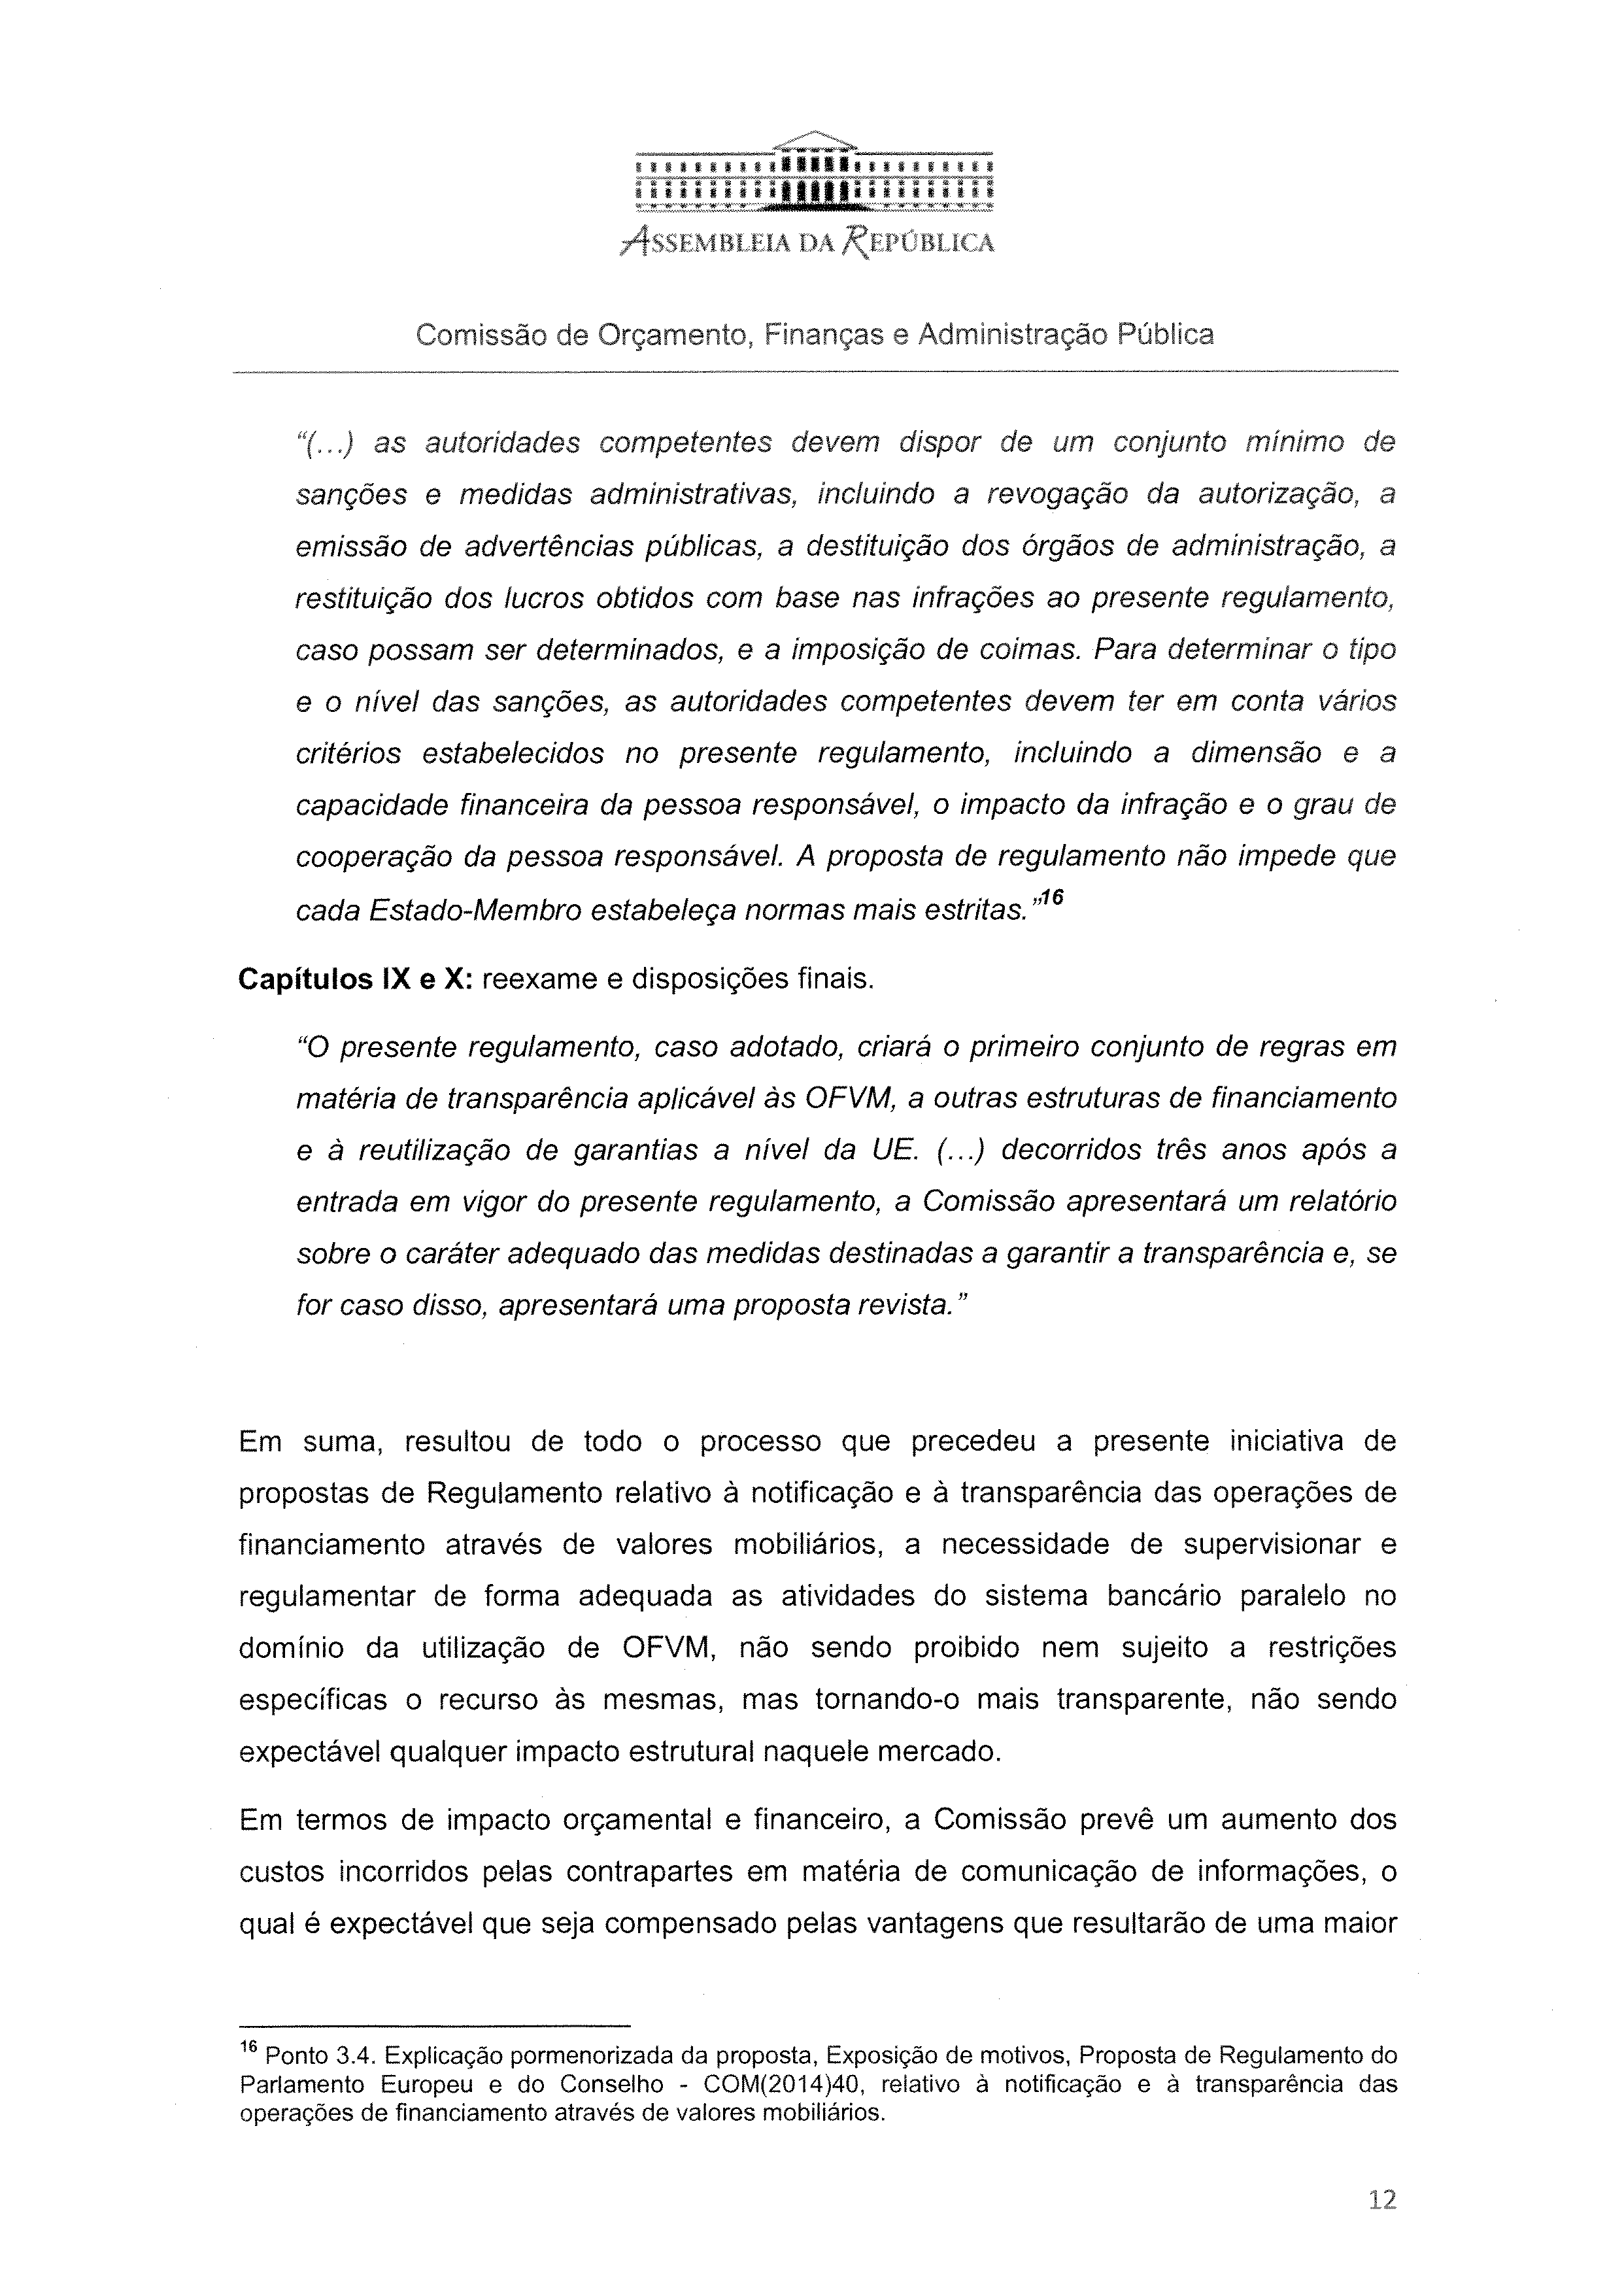 ASSEMBLEIA DA REPÚBLICA
Comissão de Orçamento, Finanças e Administração Pública
“(...) as autoridades competentes devem dispor de um conjunto mínimo de
sanções e medidas administrativas, incluindo a revogação da autorização, a
emissão de advertências públicas, a destituição dos órgãos de administração, a
restituição dos lucros obtidos com base nas infrações ao presente regulamento,
caso possam ser determinados, e a imposição de coimas. Para determinar o tipo
e o nível das sanções, as autoridades competentes devem ter em conta vários
critérios estabelecidos no presente regulamento, incluindo a dimensão e a
capacidade financeira da pessoa responsável, o impacto da infração e o grau de
cooperação da pessoa responsável. A proposta de regulamento não impede que
cada Estado-Membro estabeleça normas mais estritas.”16
Capítulos IX e X: reexame e disposições finais.
“O presente regulamento, caso adotado, criará o primeiro conjunto de regras em
matéria de transparência aplicável às OFVM, a outras estruturas de financiamento
e à reutilização de garantias a nível da UE. (...) decorridos três anos após a
entrada em vigor do presente regulamento, a Comissão apresentará um relatório
sobre o caráter adequado das medidas destinadas a garantir a transparência e, se
for caso disso, apresentará uma proposta revista.”
Em suma, resultou de todo o processo que precedeu a presente iniciativa de
propostas de Regulamento relativo à notificação e à transparência das operações de
financiamento através de valores mobiliários, a necessidade de supervisionar e
regulamentar de forma adequada as atividades do sistema bancário paralelo no
domínio da utilização de OFVM, não sendo proibido nem sujeito a restrições
específicas o recurso às mesmas, mas tornando-o mais transparente, não sendo
expectável qualquer impacto estrutural naquele mercado.
Em termos de impacto orçamental e financeiro, a Comissão prevê um aumento dos
custos incorridos pelas contrapartes em matéria de comunicação de informações, o
qual é expectável que seja compensado pelas vantagens que resultarão de uma maior
16 Ponto 3.4. Explicação pormenorizada da proposta, Exposição de motivos, Proposta de Regulamento do
Parlamento Europeu e do Conselho - COM(2014)40, relativo à notificação e à transparência das
operações de financiamento através de valores mobiliários.
12